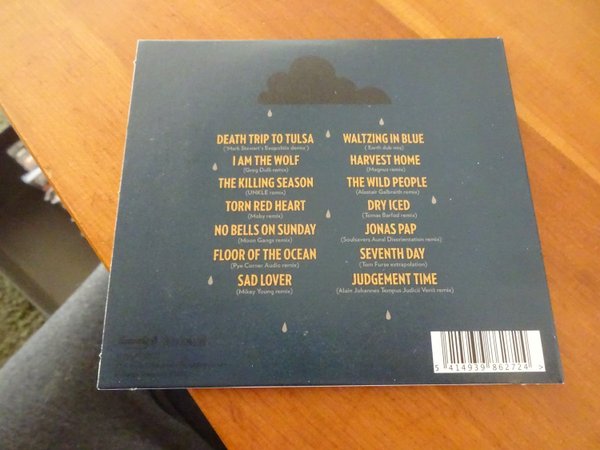 DEATH TRIP TO TULSA
(Mark Stewart's Exopolitix demix)
I AM THE WOLF
(Greg Dulli remix)
THE KILLING SEASON
(UNKLE remix)
TORN RED HEART
(Moby remix)
NO BELLS ON SUNDAY
(Moon Gangs remix)
FLOOR OF THE OCEAN
(Pye Corner Audio remix)
SAD LOVER
(Mikey Young remix)
WALTZING IN BLUE
(Earth dub mix)
HARVEST HOME
(Magnus remix)
THE WILD PEOPLE
(Alastair Galbraith remix)
DRY ICED
(Tomas Barfod remix)
JONAS PAP
(Soulsavers Aural Disorientation remix)
SEVENTH DAY
(Tom Furse extrapolation)
JUDGEMENT TIME
(Alain Johannes Tempus Judicii Venit remix)
5 414939 862724 >